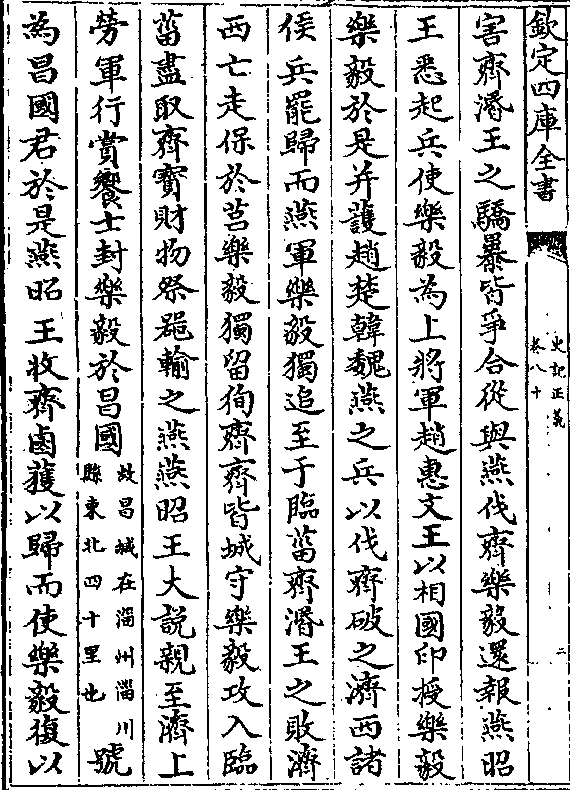 欽定四庫全書
史記正義
卷八十
二
害齊湣王之驕暴皆爭合從與燕伐齊樂毅還報燕昭
王悉起兵使樂毅為上將軍趙惠文王以相國印授樂毅
樂毅於是并護趙楚韓魏燕之兵以伐齊破之濟西諸
侯兵罷歸而燕軍樂毅獨追至于臨菑齊湣王之敗濟
西亡走保於莒樂毅獨留徇齊齊皆城守樂毅攻入臨
菑盡取齊寳財物祭器輸之燕燕昭王大說親至濟上
勞軍行賞饗士封樂毅於昌國故昌城在淄州淄川縣東北四十里也號
為昌國君於是燕昭王收齊鹵獲以歸而使樂毅復以